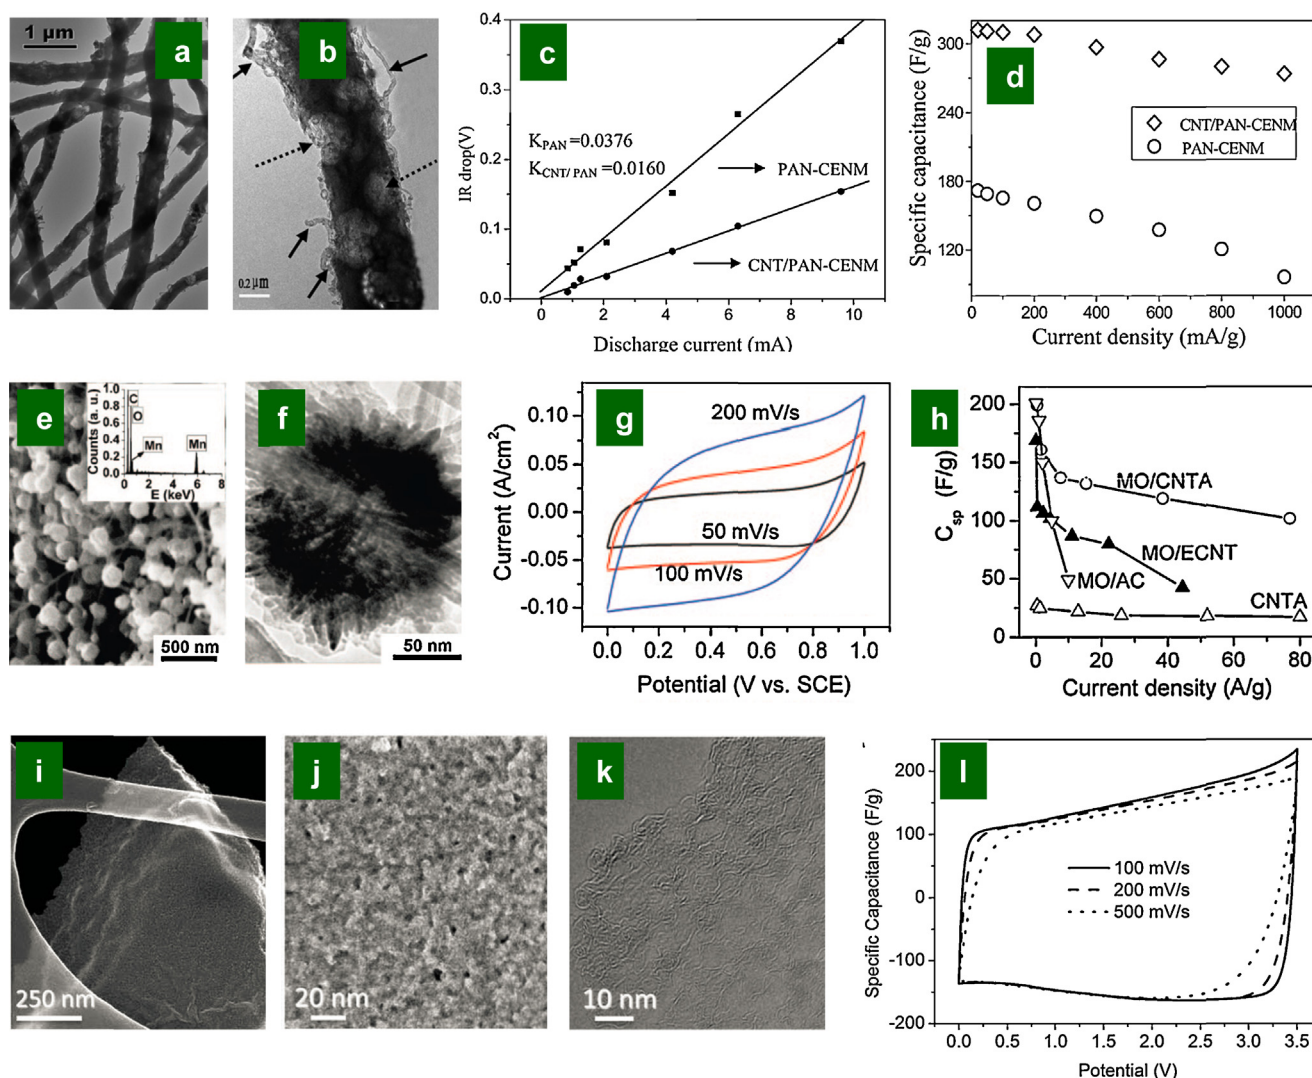 1 µm
a
b
0.2 µm
c
0.4
0.3
0.2
0.1
0.0
IR drop(V)
K_PAN=0.0376
K_CNT/PAN=0.0160
PAN-CENM
CNT/PAN-CENM
0 2 4 6 8 10
Discharge current (mA)
d
300
240
180
120
Specific capacitance (F/g)
CNT/PAN-CENM
PAN-CENM
0 200 400 600 800 1000
Current density (mA/g)
e
1.0
0.8
0.6
0.4
0.2
0.0
Counts (a. u.)
C
O
Mn
Mn
0 2 4 6 8
E (keV)
500 nm
f
50 nm
g
0.10
0.05
0.00
-0.05
-0.10
Current (A/cm²)
200 mV/s
50 mV/s
100 mV/s
0.0 0.2 0.4 0.6 0.8 1.0
Potential (V vs. SCE)
h
200
150
100
50
0
C_sp (F/g)
MO/CNTA
MO/ECNT
MO/AC
CNTA
0 20 40 60 80
Current density (A/g)
i
250 nm
j
20 nm
k
10 nm
l
200
100
0
-100
-200
Specific Capacitance (F/g)
100 mV/s
200 mV/s
500 mV/s
0.0 0.5 1.0 1.5 2.0 2.5 3.0 3.5
Potential (V)